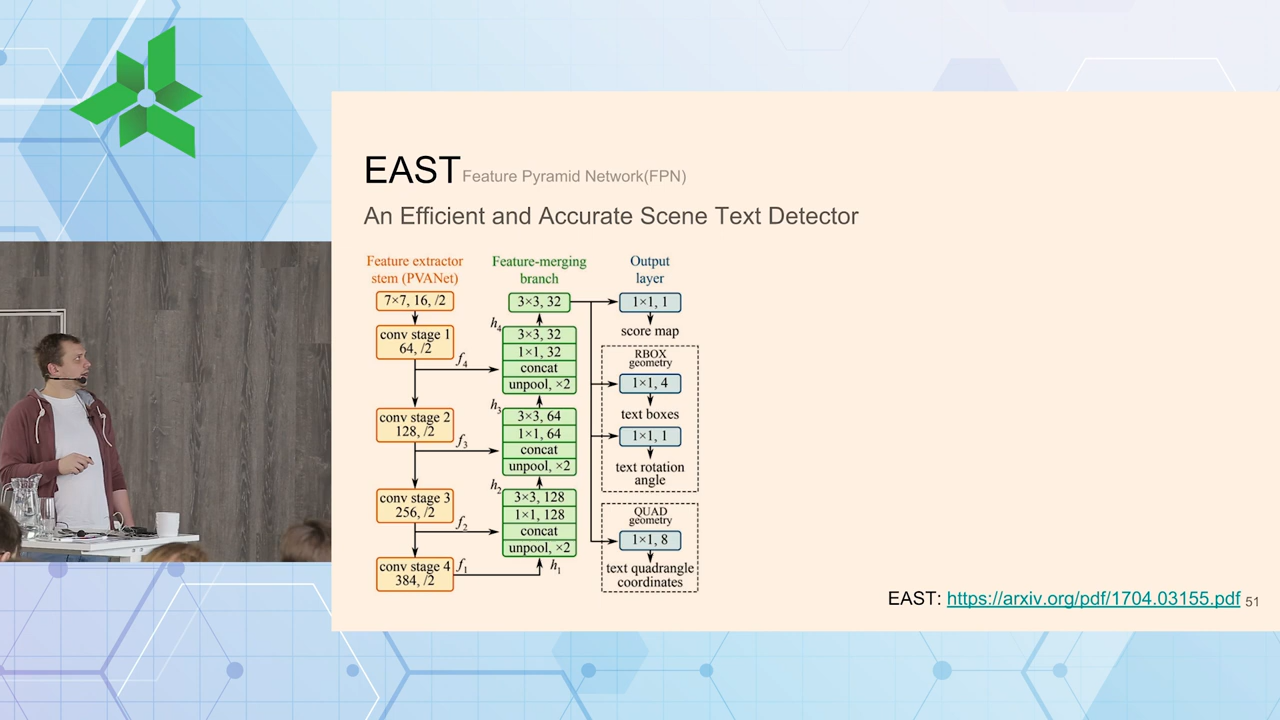 EAST Feature Pyramid Network(FPN)
An Efficient and Accurate Scene Text Detector
Feature extractor
stem (PVANet)
7×7, 16, /2
conv stage 1
64, /2
f4
conv stage 2
128, /2
f3
conv stage 3
256, /2
f2
conv stage 4
384, /2
f1
Feature-merging
branch
3×3, 32
h4
3×3, 32
1×1, 32
concat
unpool, ×2
h3
3×3, 64
1×1, 64
concat
unpool, ×2
h2
3×3, 128
1×1, 128
concat
unpool, ×2
h1
Output
layer
1×1, 1
score map
RBOX
geometry
1×1, 4
text boxes
1×1, 1
text rotation
angle
QUAD
geometry
1×1, 8
text quadrangle
coordinates
EAST: https://arxiv.org/pdf/1704.03155.pdf 51